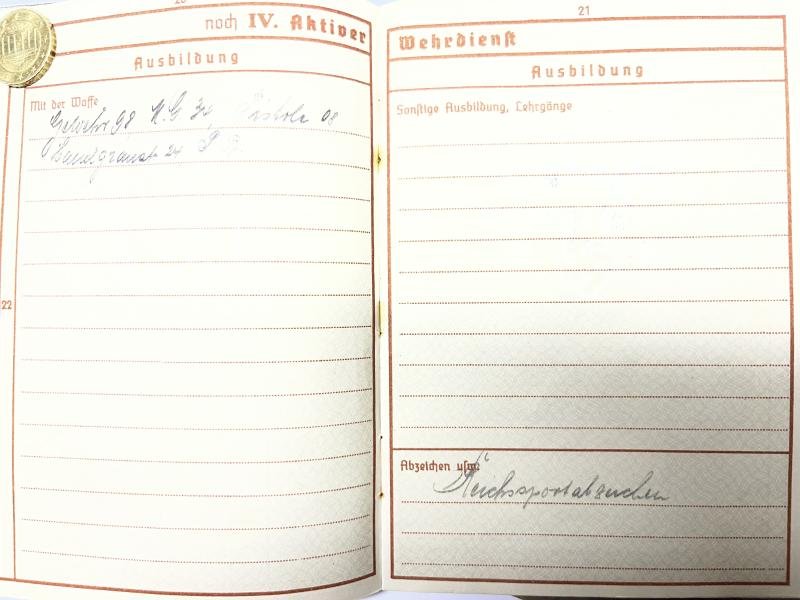 20
noch IV. Aktiver
Ausbildung
Mit der Waffe
Gewehr 98 M.G 34, Pistole 08
Handgranate 24 P.
22
21
Wehrdienst
Ausbildung
Sonstige Ausbildung, Lehrgänge
Abzeichen usw.
Reichssportabzeichen